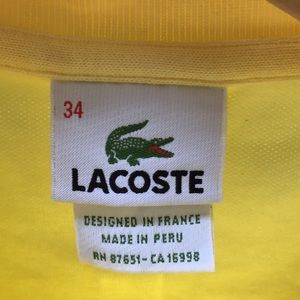 34
LACOSTE
DESIGNED IN FRANCE
MADE IN PERU
RN 87651-CA 16998